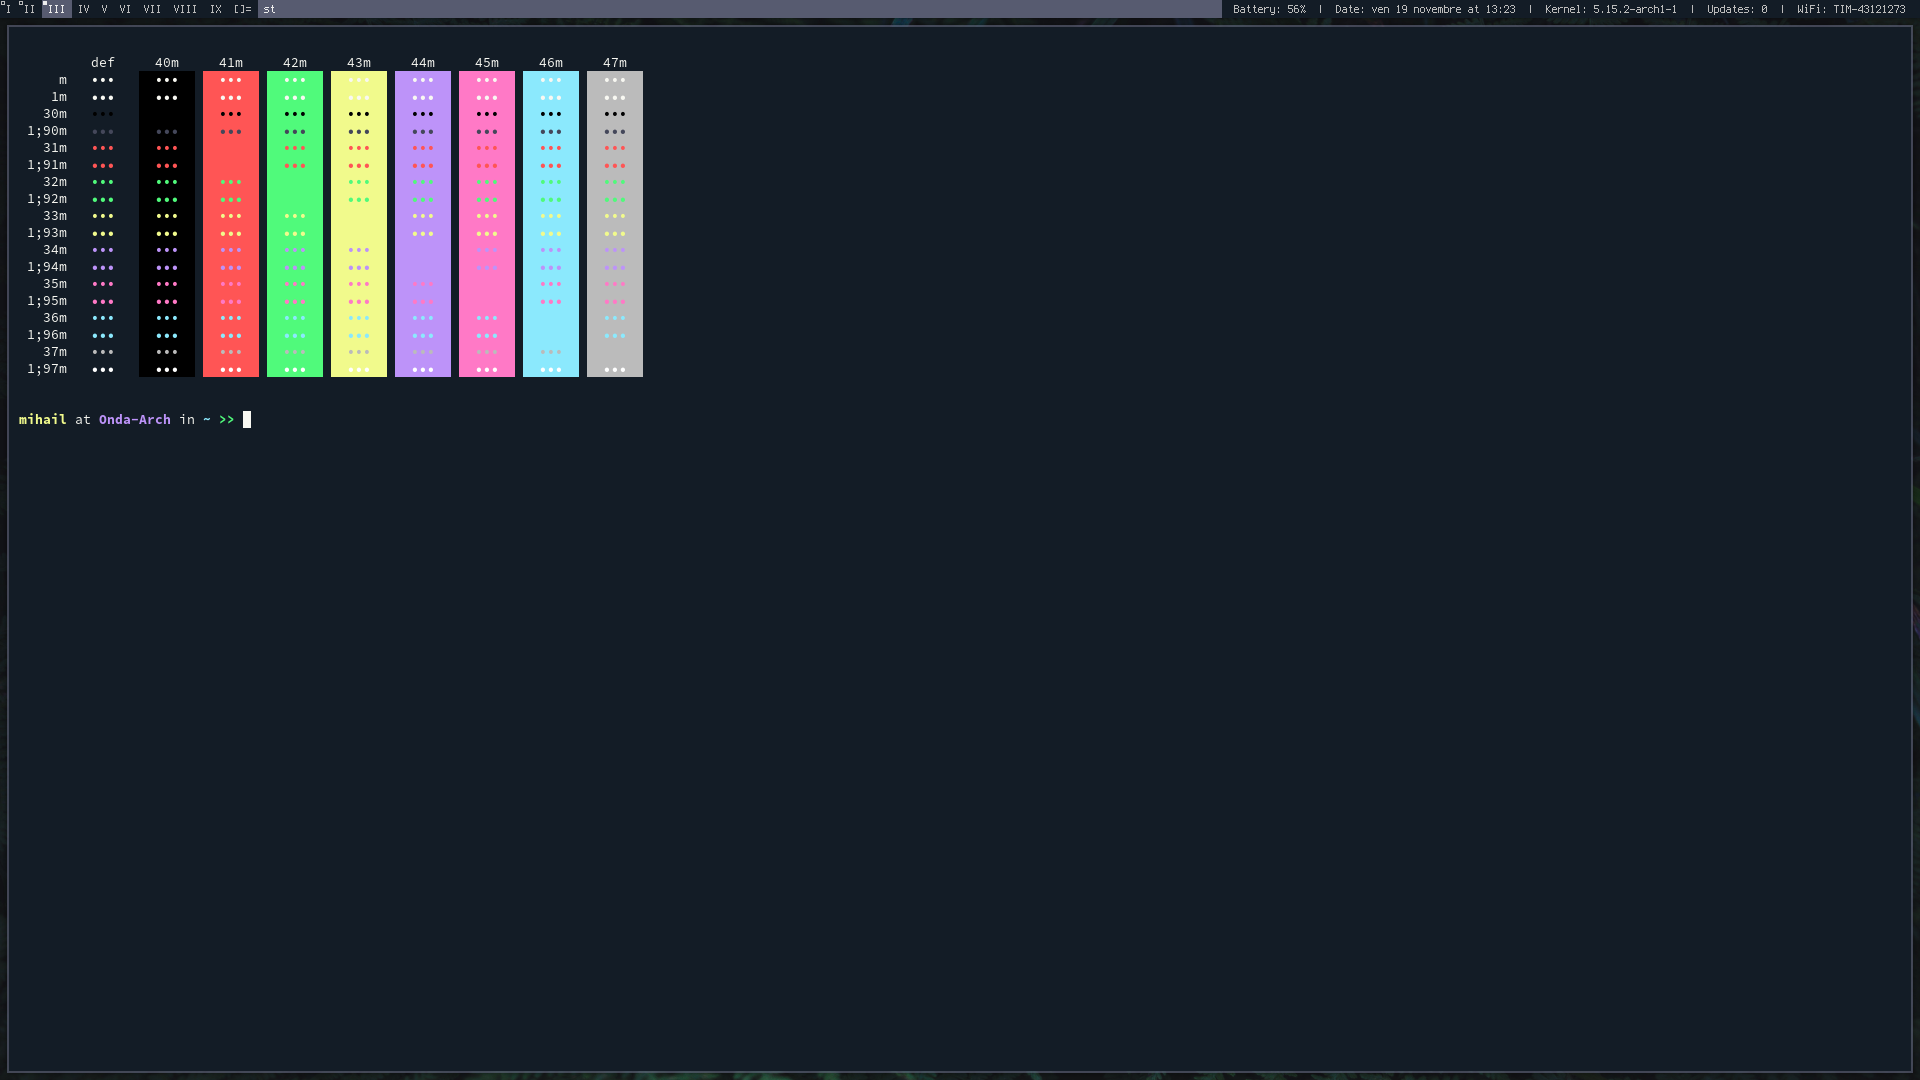 I II III IV V VI VII VIII IX []= st Battery: 56% | Date: ven 19 novembre at 13:23 | Kernel: 5.15.2-arch1-1 | Updates: 0 | WiFi: TIM-43121273
def 40m 41m 42m 43m 44m 45m 46m 47m
m ••• ••• ••• ••• ••• ••• ••• ••• •••
1m ••• ••• ••• ••• ••• ••• ••• ••• •••
30m ••• ••• ••• ••• ••• ••• ••• •••
1;90m ••• ••• ••• ••• ••• ••• ••• ••• •••
31m ••• ••• ••• ••• ••• ••• ••• •••
1;91m ••• ••• ••• ••• ••• ••• ••• •••
32m ••• ••• ••• ••• ••• ••• ••• •••
1;92m ••• ••• ••• ••• ••• ••• ••• •••
33m ••• ••• ••• ••• ••• ••• ••• •••
1;93m ••• ••• ••• ••• ••• ••• ••• •••
34m ••• ••• ••• ••• ••• ••• ••• •••
1;94m ••• ••• ••• ••• ••• ••• ••• •••
35m ••• ••• ••• ••• ••• ••• ••• •••
1;95m ••• ••• ••• ••• ••• ••• ••• •••
36m ••• ••• ••• ••• ••• ••• ••• •••
1;96m ••• ••• ••• ••• ••• ••• ••• •••
37m ••• ••• ••• ••• ••• ••• ••• •••
1;97m ••• ••• ••• ••• ••• ••• ••• ••• •••
mihail at Onda-Arch in ~ >>